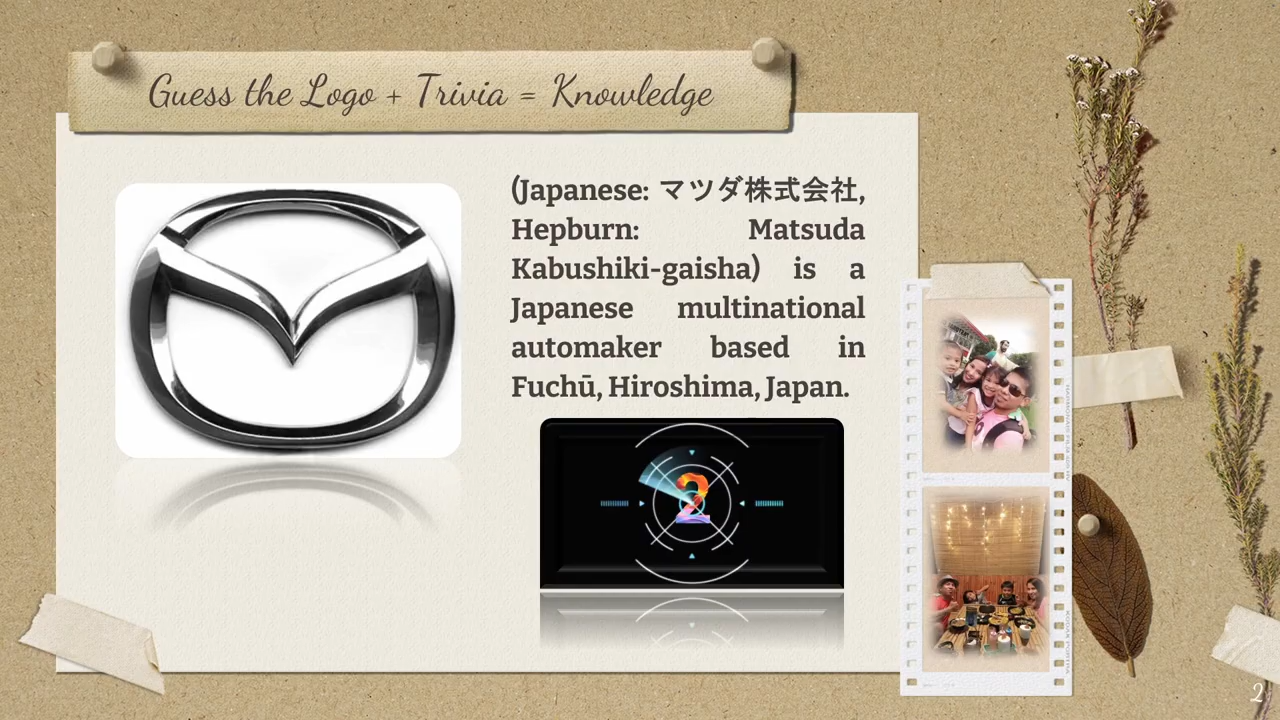 Guess the Logo + Trivia = Knowledge
(Japanese: マツダ株式会社,
Hepburn: Matsuda
Kabushiki-gaisha) is a
Japanese multinational
automaker based in
Fuchū, Hiroshima, Japan.
2
2